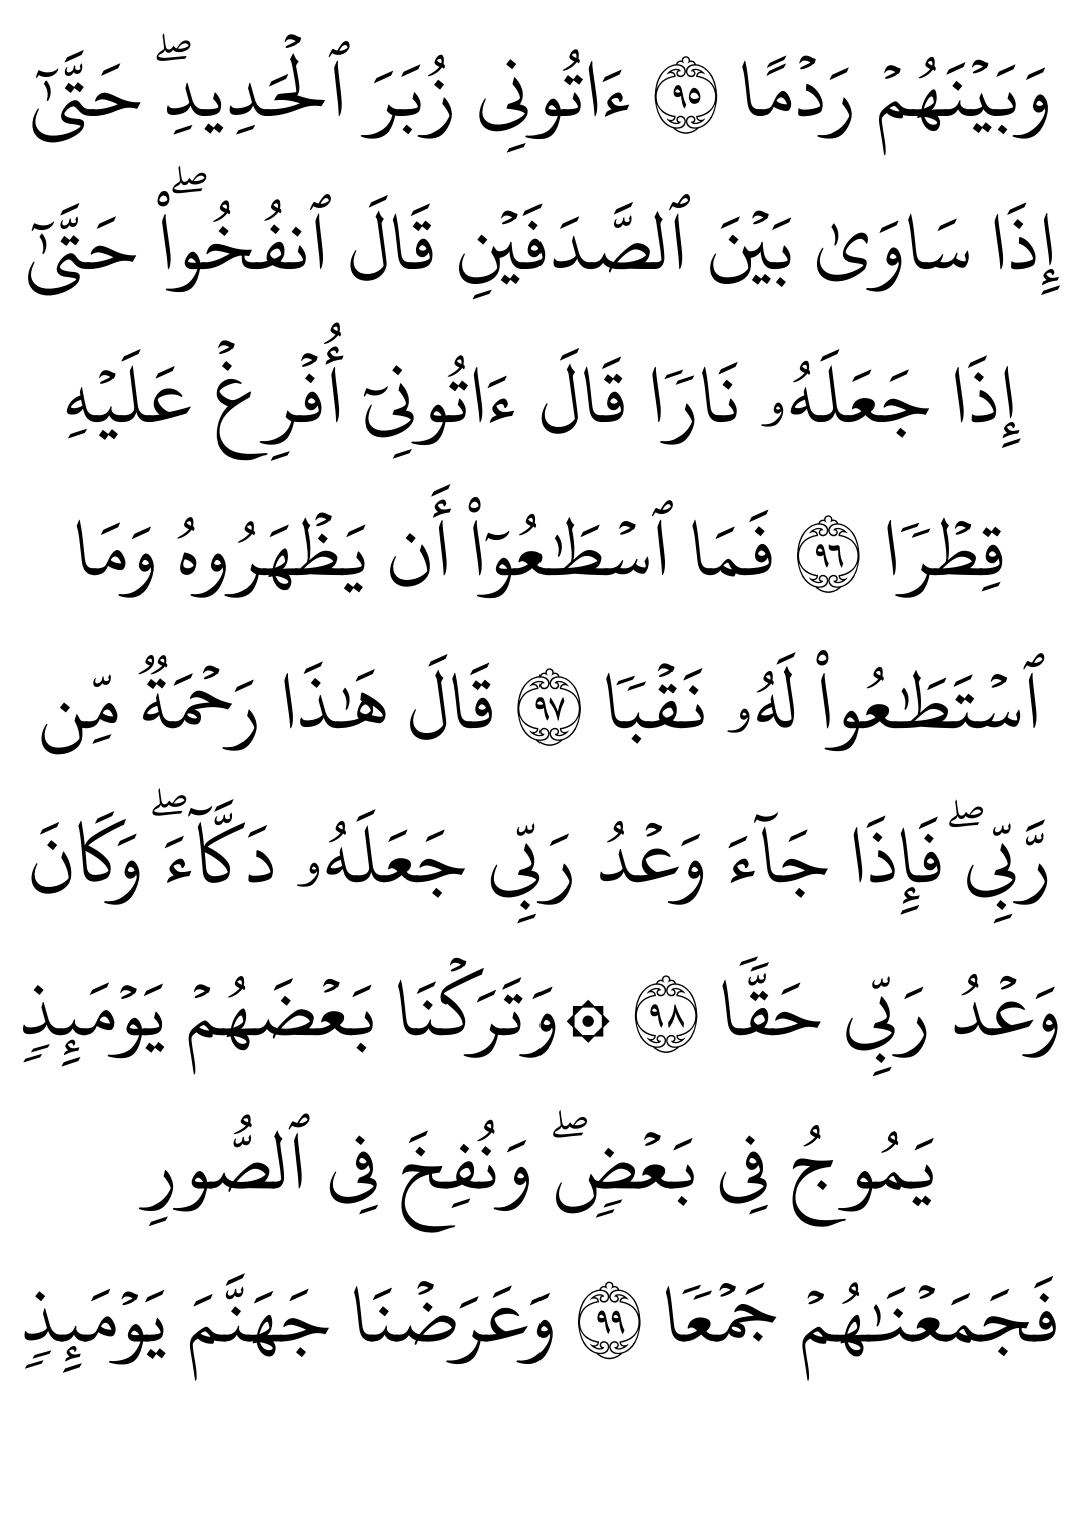 وَبَيۡنَهُمۡ رَدۡمًا ٩٥ ءَاتُونِي زُبَرَ ٱلۡحَدِيدِۖ حَتَّىٰٓ
إِذَا سَاوَىٰ بَيۡنَ ٱلصَّدَفَيۡنِ قَالَ ٱنفُخُواْۖ حَتَّىٰٓ
إِذَا جَعَلَهُۥ نَارٗا قَالَ ءَاتُونِيٓ أُفۡرِغۡ عَلَيۡهِ
قِطۡرٗا ٩٦ فَمَا ٱسۡطَٰعُوٓاْ أَن يَظۡهَرُوهُ وَمَا
ٱسۡتَطَٰعُواْ لَهُۥ نَقۡبٗا ٩٧ قَالَ هَٰذَا رَحۡمَةٞ مِّن
رَّبِّيۖ فَإِذَا جَآءَ وَعۡدُ رَبِّي جَعَلَهُۥ دَكَّآءَۖ وَكَانَ
وَعۡدُ رَبِّي حَقّٗا ٩٨ ۞وَتَرَكۡنَا بَعۡضَهُمۡ يَوۡمَئِذٖ
يَمُوجُ فِي بَعۡضٖۖ وَنُفِخَ فِي ٱلصُّورِ
فَجَمَعۡنَٰهُمۡ جَمۡعٗا ٩٩ وَعَرَضۡنَا جَهَنَّمَ يَوۡمَئِذٖ